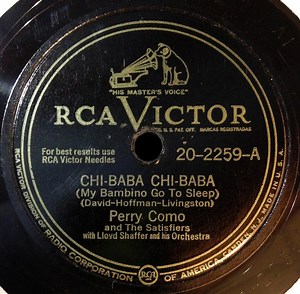 "HIS MASTER'S VOICE"
REG. U. S. PAT. OFF. MARCAS REGISTRADAS
RCA VICTOR
For best results use
RCA Victor Needles
20-2259-A
CHI-BABA CHI-BABA
(My Bambino Go To Sleep)
(David-Hoffman-Livingston)
Perry Como
and The Satisfiers
with Lloyd Shaffer and his Orchestra
RCA VICTOR DIVISION OF RADIO CORPORATION OF AMERICA, CAMDEN, N. J. MADE IN U. S. A.
RCA